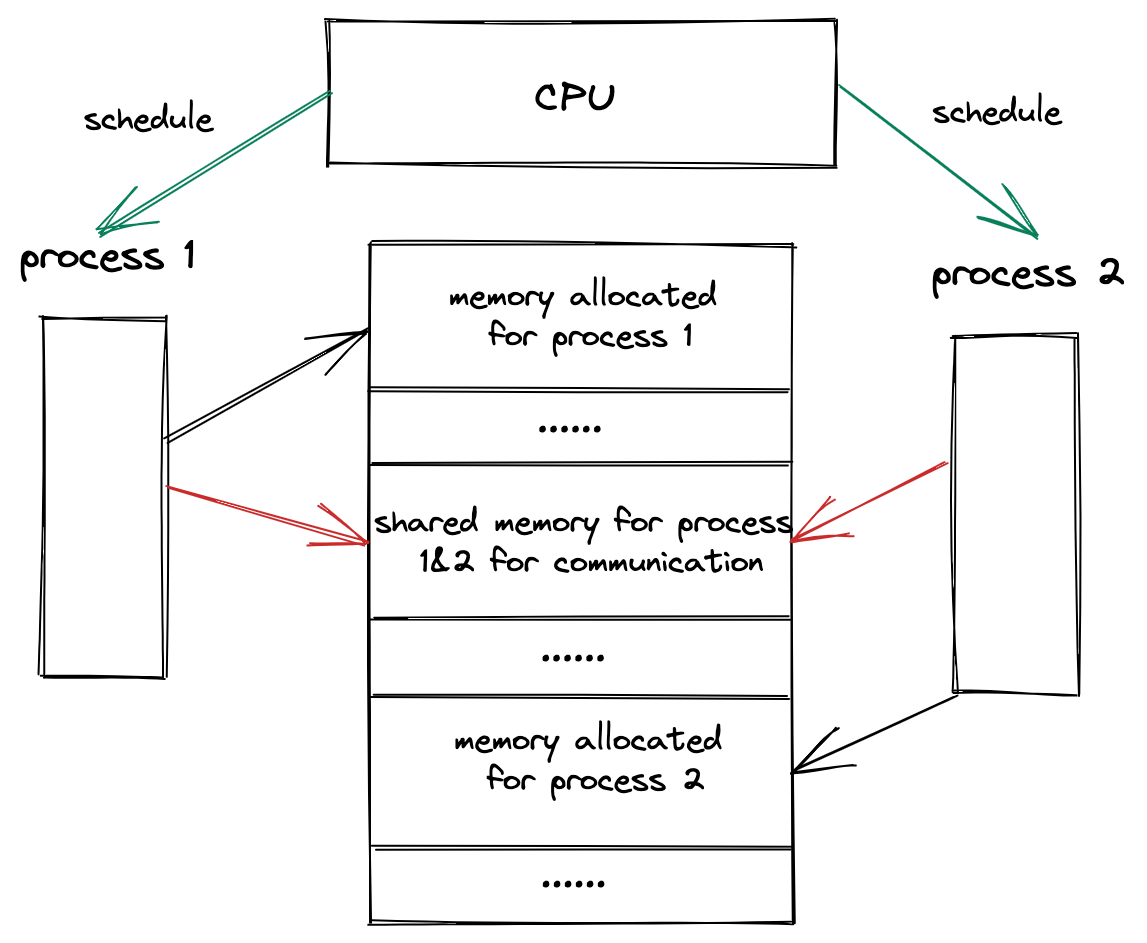 CPU
schedule
schedule
process 1
process 2
memory allocated
for process 1
......
shared memory for process
1&2 for communication
......
memory allocated
for process 2
......